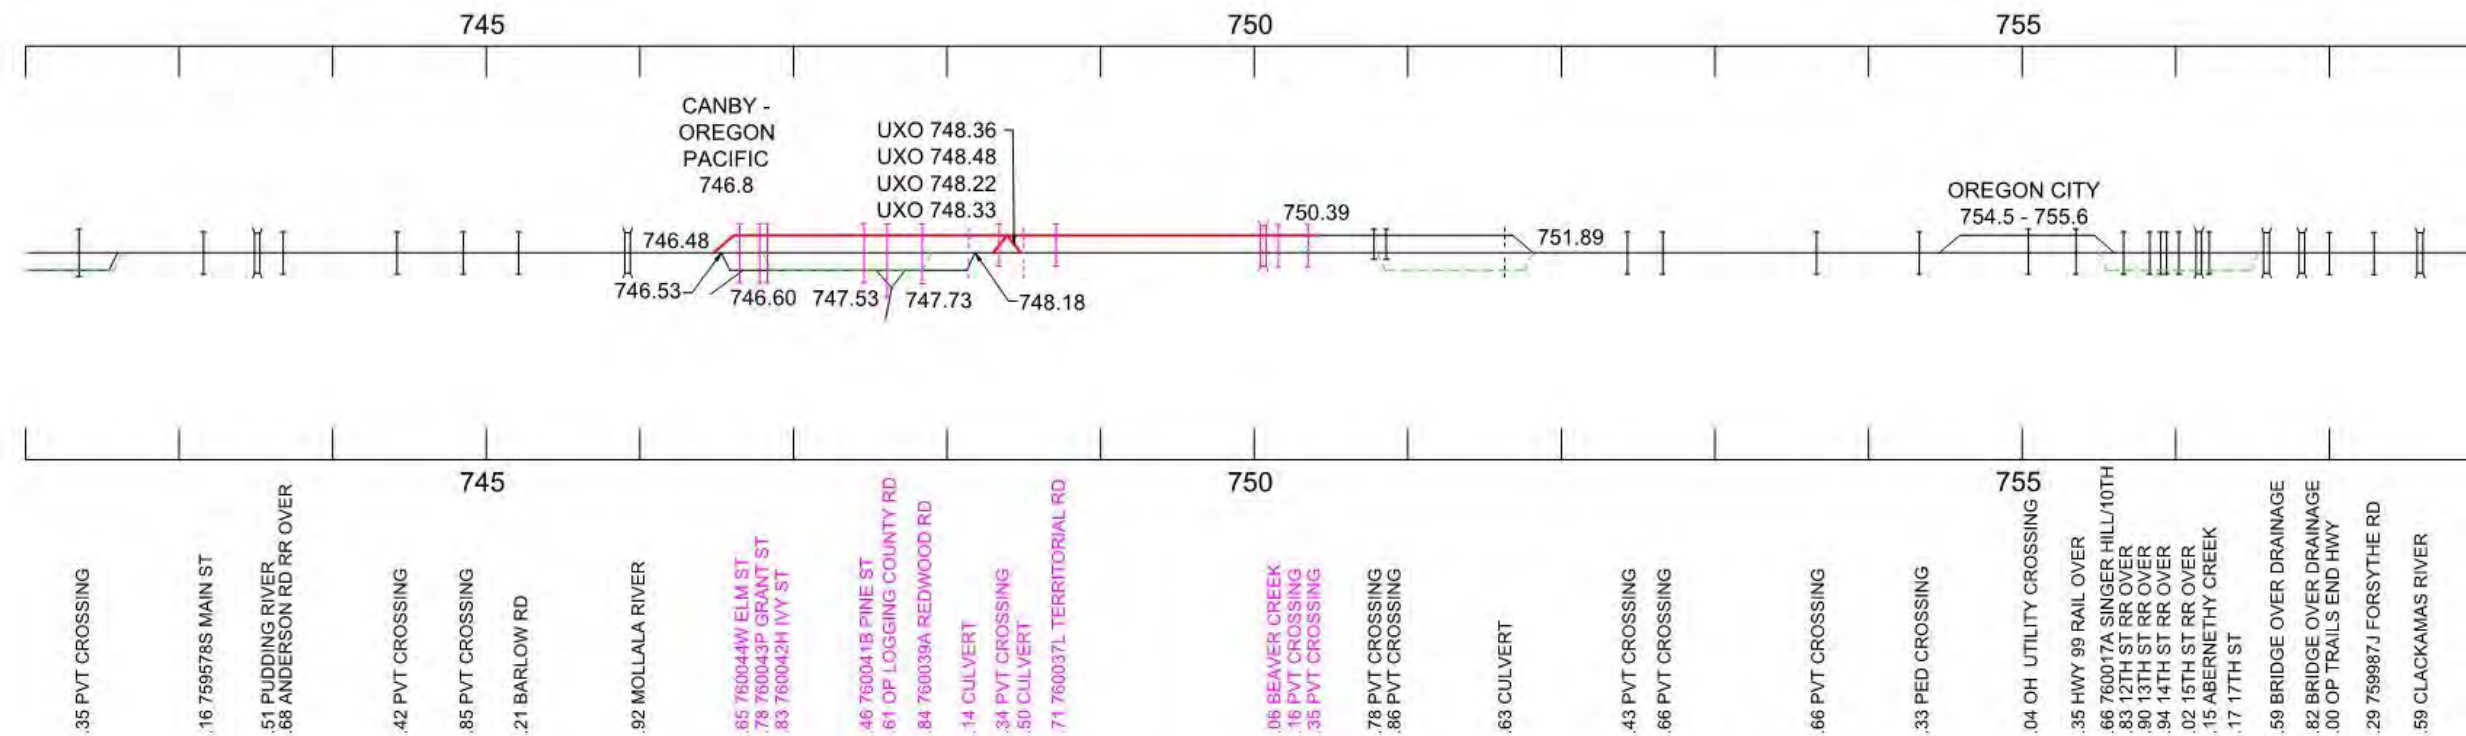 745 750 755
CANBY -
OREGON
PACIFIC
746.8
UXO 748.36
UXO 748.48
UXO 748.22
UXO 748.33
OREGON CITY
754.5 - 755.6
750.39
746.48
751.89
746.53
746.60
747.53
747.73
748.18
745 750 755
.35 PVT CROSSING
.16 759578S MAIN ST
.51 PUDDING RIVER
.68 ANDERSON RD RR OVER
.42 PVT CROSSING
.85 PVT CROSSING
.21 BARLOW RD
.92 MOLLALA RIVER
.65 760044W ELM ST
.78 760043P GRANT ST
.83 760042H IVY ST
.46 760041B PINE ST
.61 OP LOGGING COUNTY RD
.84 760039A REDWOOD RD
.14 CULVERT
.34 PVT CROSSING
.50 CULVERT
.71 760037L TERRITORIAL RD
.06 BEAVER CREEK
.16 PVT CROSSING
.35 PVT CROSSING
.78 PVT CROSSING
.86 PVT CROSSING
.63 CULVERT
.43 PVT CROSSING
.66 PVT CROSSING
.66 PVT CROSSING
.33 PED CROSSING
.04 OH UTILITY CROSSING
.35 HWY 99 RAIL OVER
.66 760017A SINGER HILL/10TH
.83 12TH ST RR OVER
.90 13TH ST RR OVER
.94 14TH ST RR OVER
.02 15TH ST RR OVER
.15 ABERNETHY CREEK
.17 17TH ST
.59 BRIDGE OVER DRAINAGE
.82 BRIDGE OVER DRAINAGE
.00 OP TRAILS END HWY
.29 759987J FORSYTHE RD
.59 CLACKAMAS RIVER